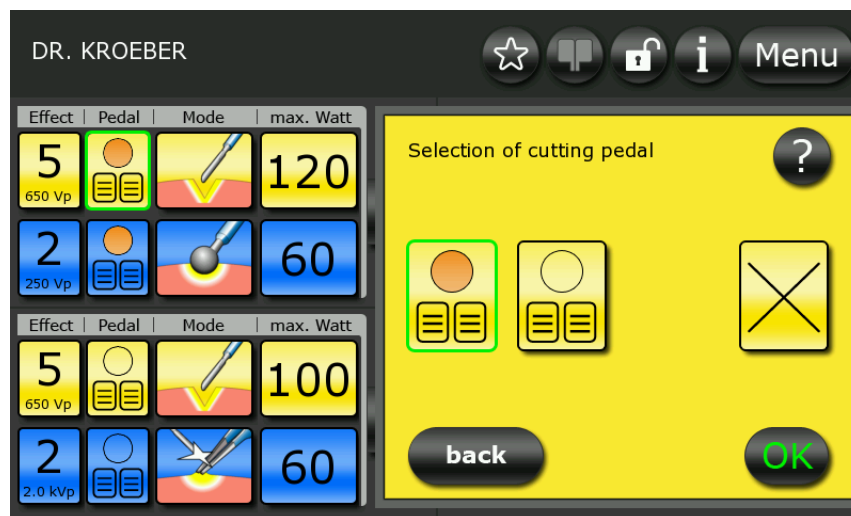 DR. KROEBER
i
Menu
Effect | Pedal | Mode | max. Watt
5
650 Vp
120
2
250 Vp
60
Effect | Pedal | Mode | max. Watt
5
650 Vp
100
2
2.0 kVp
60
Selection of cutting pedal
?
back
OK